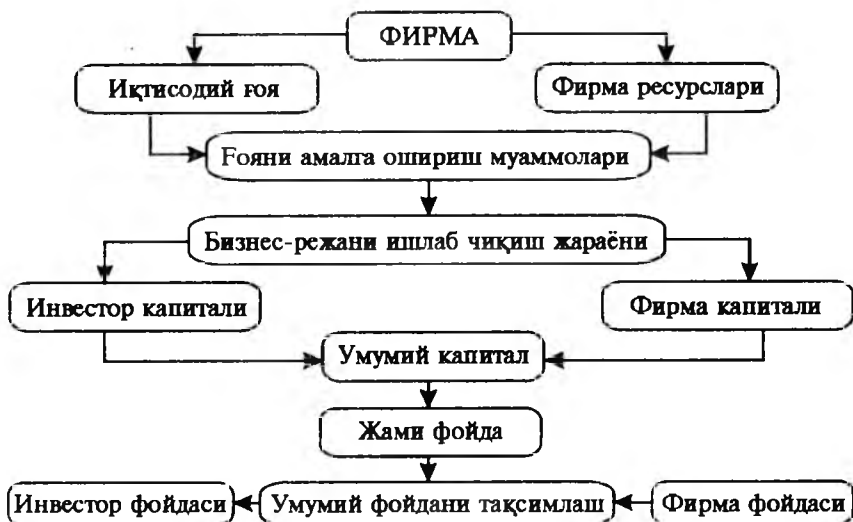 ФИРМА
Иқтисодий ғоя
Фирма ресурслари
Ғояни амалга ошириш муаммолари
Бизнес-режани ишлаб чиқиш жараёни
Инвестор капитали
Фирма капитали
Умумий капитал
Жами фойда
Инвестор фойдаси
Умумий фойдани тақсимлаш
Фирма фойдаси